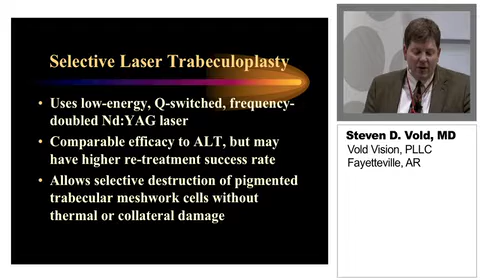 Selective Laser Trabeculoplasty
• Uses low-energy, Q-switched, frequency-
doubled Nd:YAG laser
• Comparable efficacy to ALT, but may
have higher re-treatment success rate
• Allows selective destruction of pigmented
trabecular meshwork cells without
thermal or collateral damage
Steven D. Vold, MD
Vold Vision, PLLC
Fayetteville, AR